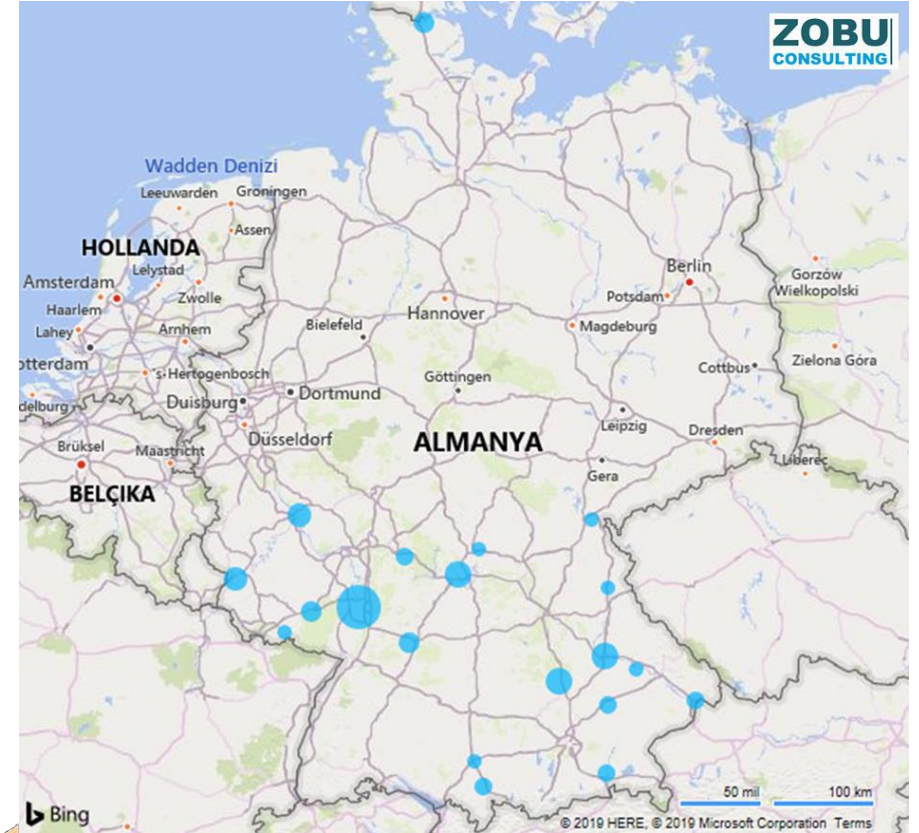 ZOBU
CONSULTING
Wadden Denizi
Leeuwarden
Groningen
Assen
HOLLANDA
Lelystad
Amsterdam
Zwolle
Haarlem
Lahey
Arnhem
otterdam
's-Hertogenbosch
delburg
Berlin
Potsdam
Gorzów
Wielkopolski
Hannover
Bielefeld
Magdeburg
Zielona Góra
Cottbus
Göttingen
Duisburg
Dortmund
Leipzig
Düsseldorf
Dresden
ALMANYA
Brüksel
Maastricht
Liberec
Gera
BELÇIKA
50 mil
100 km
Bing
© 2019 HERE, © 2019 Microsoft Corporation Terms